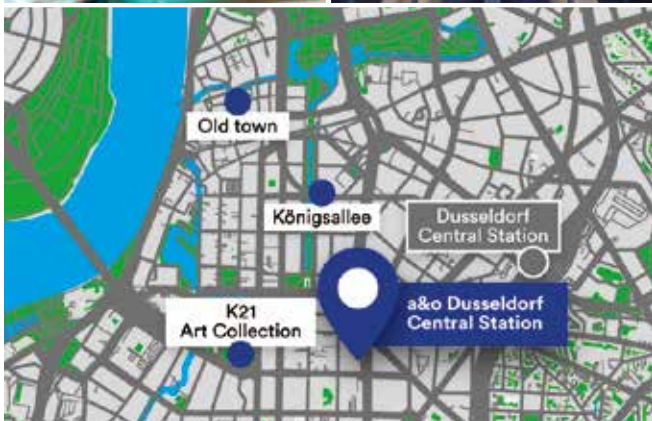 Old town
Königsallee
Dusseldorf
Central Station
K21
Art Collection
a&o Dusseldorf
Central Station